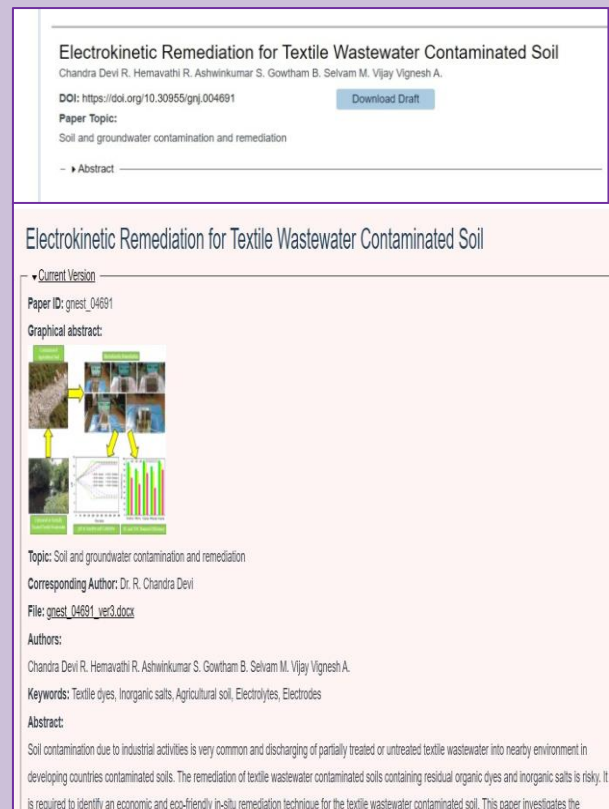 Electrokinetic Remediation for Textile Wastewater Contaminated Soil
Chandra Devi R. Hemavathi R. Ashwinkumar S. Gowtham B. Selvam M. Vijay Vignesh A.
DOI: https://doi.org/10.30955/gnj.004691
Download Draft
Paper Topic:
Soil and groundwater contamination and remediation
Abstract
Electrokinetic Remediation for Textile Wastewater Contaminated Soil
Current Version
Paper ID: gnest_04691
Graphical abstract:
Topic: Soil and groundwater contamination and remediation
Corresponding Author: Dr. R. Chandra Devi
File: gnest_04691_ver3.docx
Authors:
Chandra Devi R. Hemavathi R. Ashwinkumar S. Gowtham B. Selvam M. Vijay Vignesh A.
Keywords: Textile dyes, Inorganic salts, Agricultural soil, Electrolytes, Electrodes
Abstract:
Soil contamination due to industrial activities is very common and discharging of partially treated or untreated textile wastewater into nearby environment in
developing countries contaminated soils. The remediation of textile wastewater contaminated soils containing residual organic dyes and inorganic salts is risky. It
is required to identify an economic and eco-friendly in-situ remediation technique for the textile wastewater contaminated soil. This paper investigates the